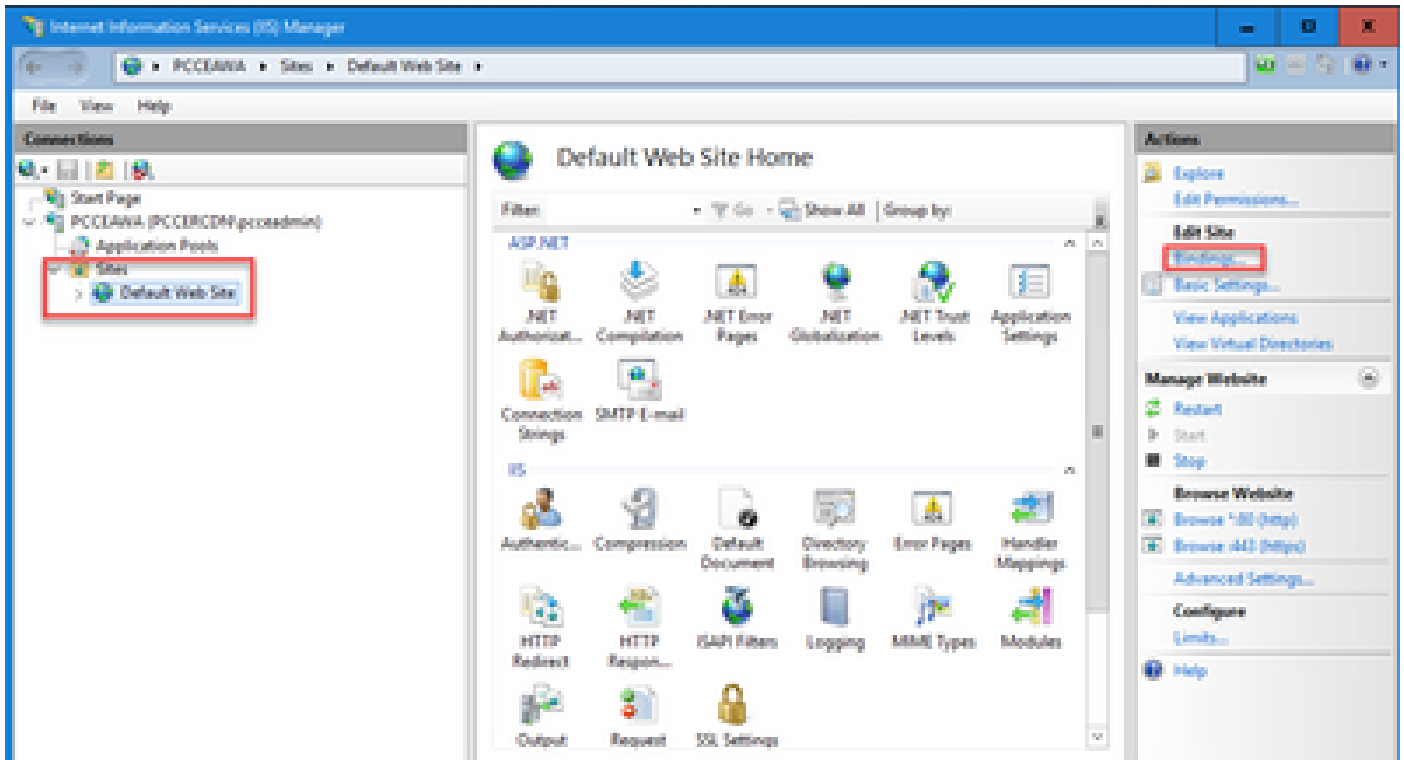 Internet Information Services (IIS) Manager
PCCEAWA Sites Default Web Site
File View Help
Connections
Start Page
PCCEAWA (PCCERCDN\pcceadmin)
Application Pools
Sites
Default Web Site
Default Web Site Home
Filter: Go Show All Group by:
ASP.NET
.NET Authorizat...
.NET Compilation
.NET Error Pages
.NET Globalization
.NET Trust Levels
Application Settings
Connection Strings
SMTP E-mail
IIS
Authentic...
Compression
Default Document
Directory Browsing
Error Pages
Handler Mappings
HTTP Redirect
HTTP Respon...
ISAPI Filters
Logging
MIME Types
Modules
Output
Request
SSL Settings
Actions
Explore
Edit Permissions...
Edit Site
Bindings...
Basic Settings...
View Applications
View Virtual Directories
Manage Website
Restart
Start
Stop
Browse Website
Browse *:80 (http)
Browse :443 (https)
Advanced Settings...
Configure
Limits...
Help